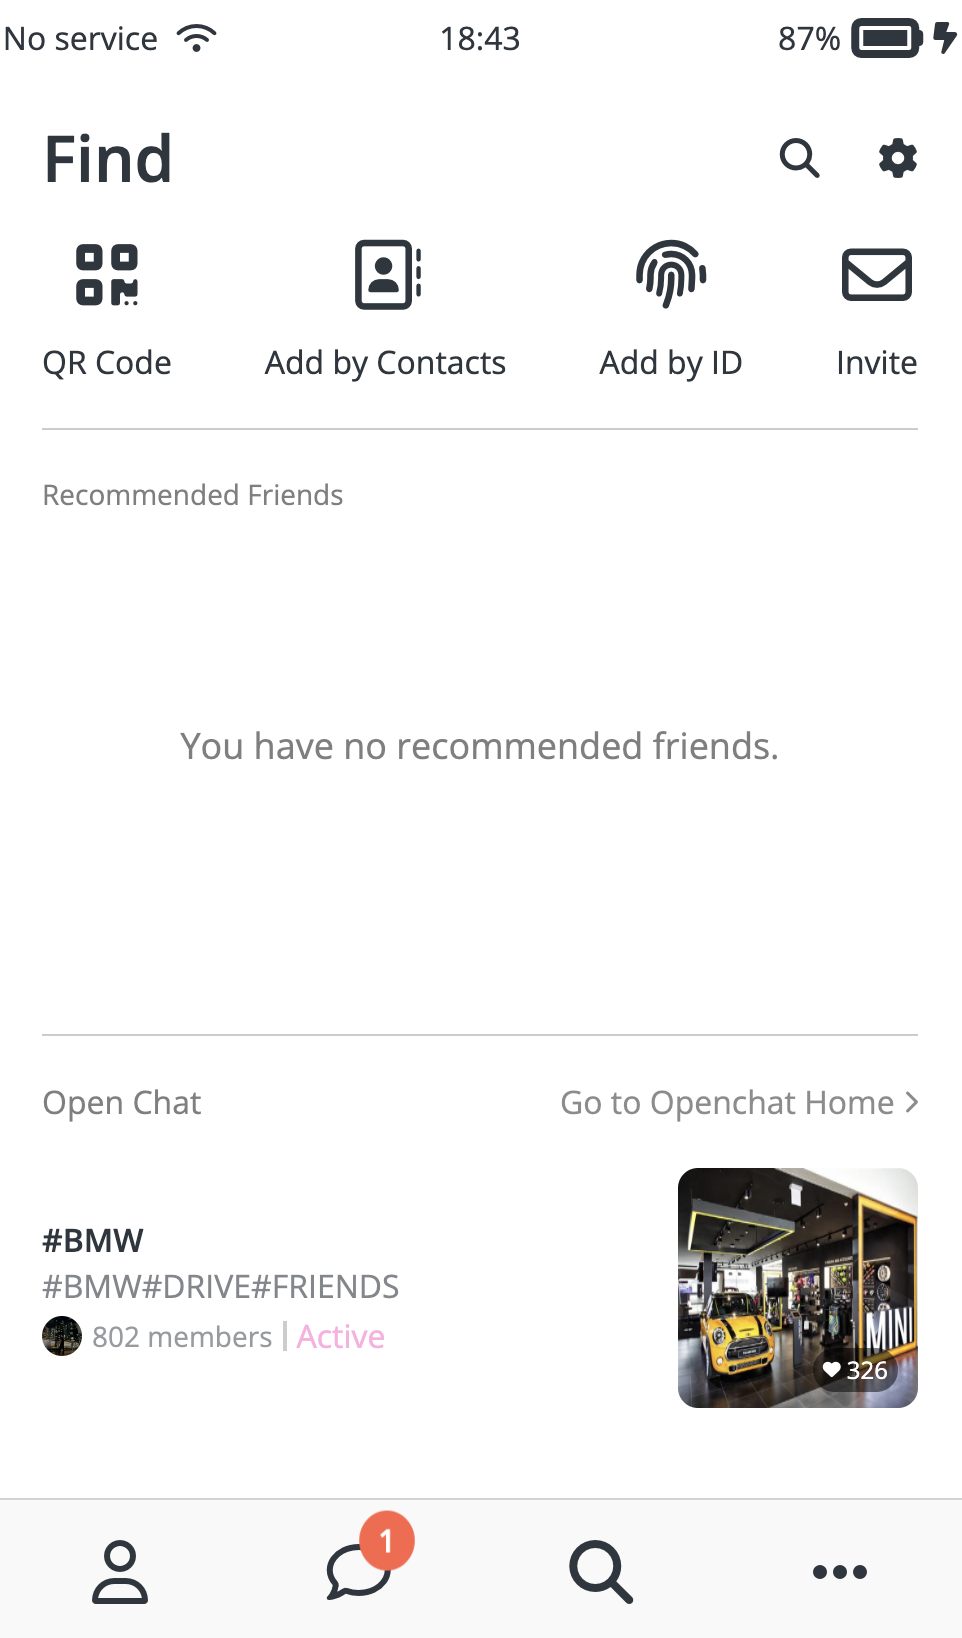 No service 18:43 87%
Find
QR Code Add by Contacts Add by ID Invite
Recommended Friends
You have no recommended friends.
Open Chat Go to Openchat Home
#BMW
#BMW#DRIVE#FRIENDS
802 members Active
MINI
326
1